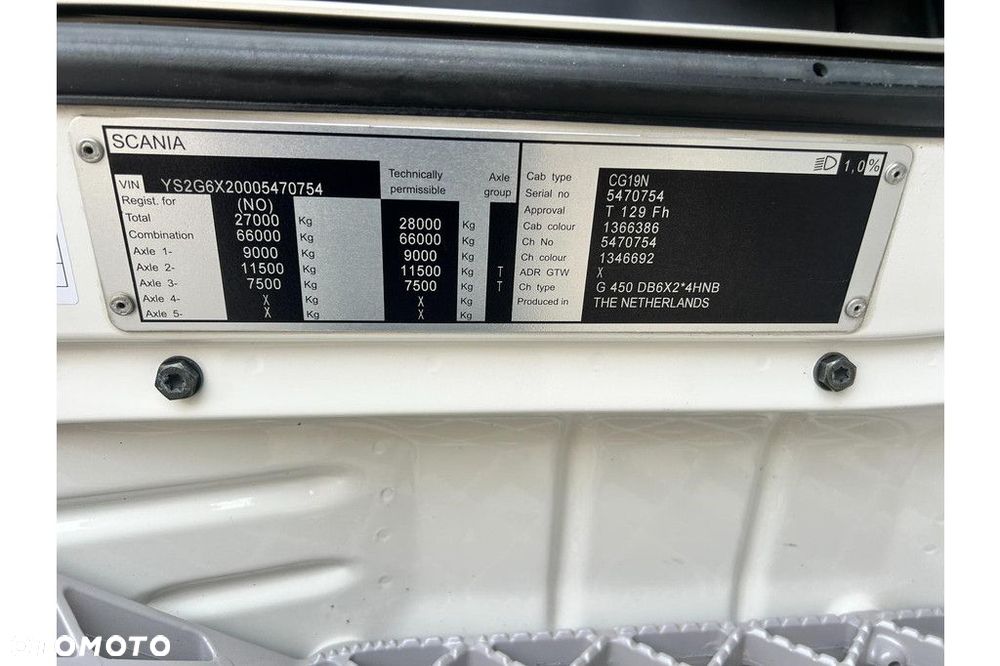 SCANIA
1,0%
VIN YS2G6X20005470754 Technically permissible Axle group
Regist. for (NO)
Total 27000 Kg 28000 Kg
Combination 66000 Kg 66000 Kg
Axle 1- 9000 Kg 9000 Kg
Axle 2- 11500 Kg 11500 Kg T
Axle 3- 7500 Kg 7500 Kg T
Axle 4- X Kg X Kg
Axle 5- X Kg X Kg
Cab type CG19N
Serial no 5470754
Approval T 129 Fh
Cab colour 1366386
Ch No 5470754
Ch colour 1346692
ADR GTW X
Ch type G 450 DB6X2*4HNB
Produced in THE NETHERLANDS
OTOMOTO